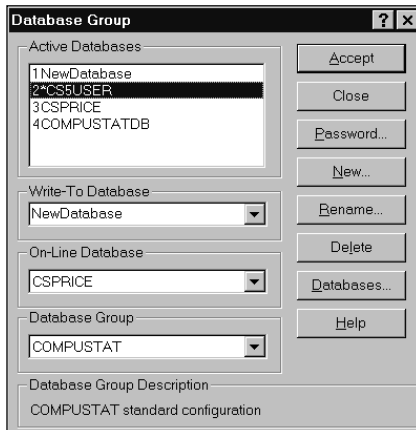 Database Group
Active Databases
1NewDatabase
2*CS5USER
3CSPRICE
4COMPUSTATDB
Write-To Database
NewDatabase
On-Line Database
CSPRICE
Database Group
COMPUSTAT
Database Group Description
COMPUSTAT standard configuration
Accept
Close
Password...
New...
Rename...
Delete
Databases...
Help